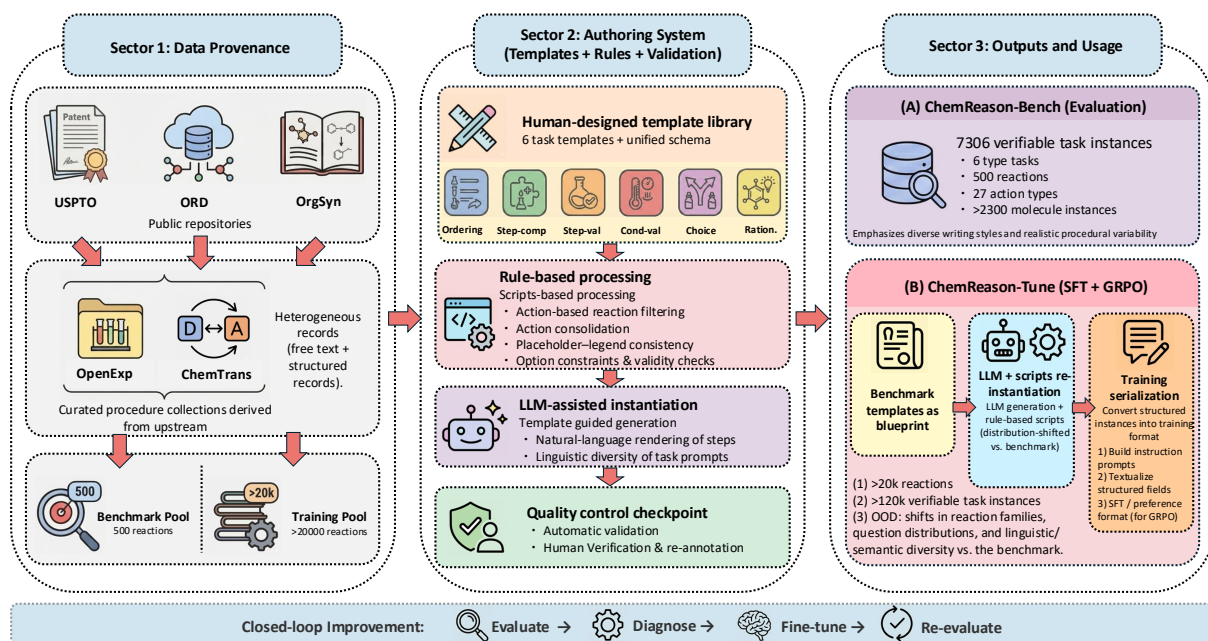 Sector 1: Data Provenance
Patent
USPTO
ORD
OrgSyn
Public repositories
OpenExp
D
A
ChemTrans
Heterogeneous
records
(free text +
structured
records).
Curated procedure collections derived
from upstream
500
Benchmark Pool
500 reactions
>20k
Training Pool
>20000 reactions
Sector 2: Authoring System
(Templates + Rules + Validation)
Human-designed template library
6 task templates + unified schema
Ordering
Step-comp
Step-val
Cond-val
Choice
Ration.
Rule-based processing
Scripts-based processing
• Action-based reaction filtering
• Action consolidation
• Placeholder–legend consistency
• Option constraints & validity checks
</>
LLM-assisted instantiation
Template guided generation
• Natural-language rendering of steps
• Linguistic diversity of task prompts
Quality control checkpoint
• Automatic validation
• Human Verification & re-annotation
Sector 3: Outputs and Usage
(A) ChemReason-Bench (Evaluation)
7306 verifiable task instances
• 6 type tasks
• 500 reactions
• 27 action types
• >2300 molecule instances
Emphasizes diverse writing styles and realistic procedural variability
(B) ChemReason-Tune (SFT + GRPO)
Benchmark
templates as
blueprint
LLM + scripts re-
instantiation
LLM generation +
rule-based scripts
(distribution-shifted
vs. benchmark)
Training
serialization
Convert structured
instances into training
format
1) Build instruction
prompts
2) Textualize
structured fields
3) SFT / preference
format (for GRPO)
(1) >20k reactions
(2) >120k verifiable task instances
(3) OOD: shifts in reaction families,
question distributions, and linguistic/
semantic diversity vs. the benchmark.
Closed-loop Improvement: Evaluate → Diagnose → Fine-tune → Re-evaluate